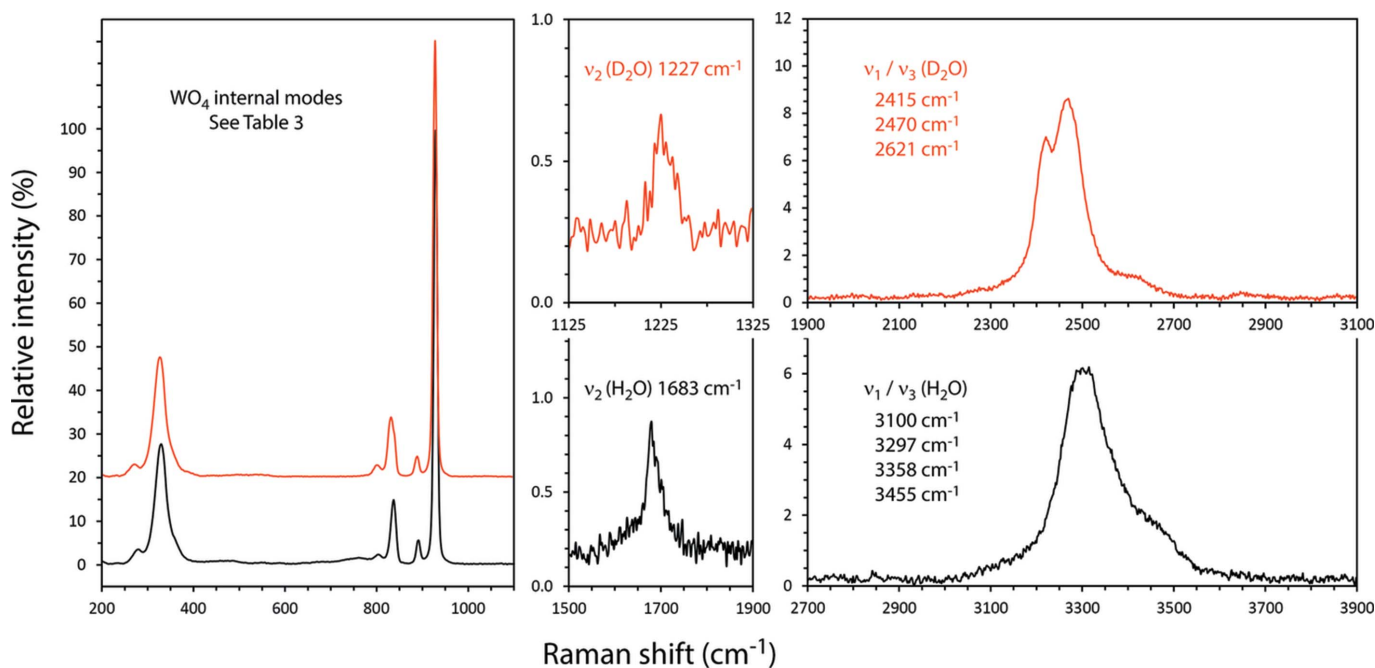 Relative intensity (%)
100
90
80
70
60
50
40
30
20
10
0
200 400 600 800 1000
WO₄ internal modes
See Table 3
1.0
0.5
0.0
1125 1225 1325
ν₂ (D₂O) 1227 cm⁻¹
12
10
8
6
4
2
0
1900 2100 2300 2500 2700 2900 3100
ν₁ / ν₃ (D₂O)
2415 cm⁻¹
2470 cm⁻¹
2621 cm⁻¹
1.0
0.5
0.0
1500 1700 1900
ν₂ (H₂O) 1683 cm⁻¹
6
4
2
0
2700 2900 3100 3300 3500 3700 3900
ν₁ / ν₃ (H₂O)
3100 cm⁻¹
3297 cm⁻¹
3358 cm⁻¹
3455 cm⁻¹
Raman shift (cm⁻¹)